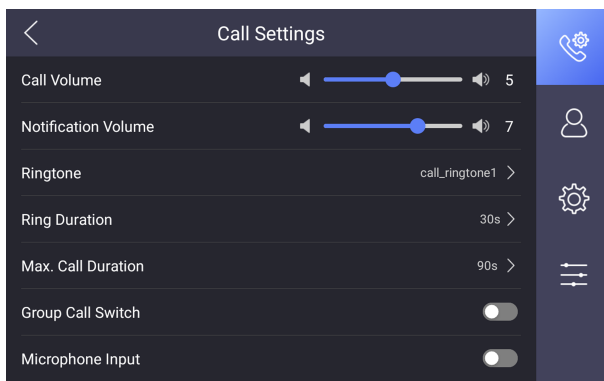 Call Settings
Call Volume 5
Notification Volume 7
Ringtone call_ringtone1
Ring Duration 30s
Max. Call Duration 90s
Group Call Switch
Microphone Input